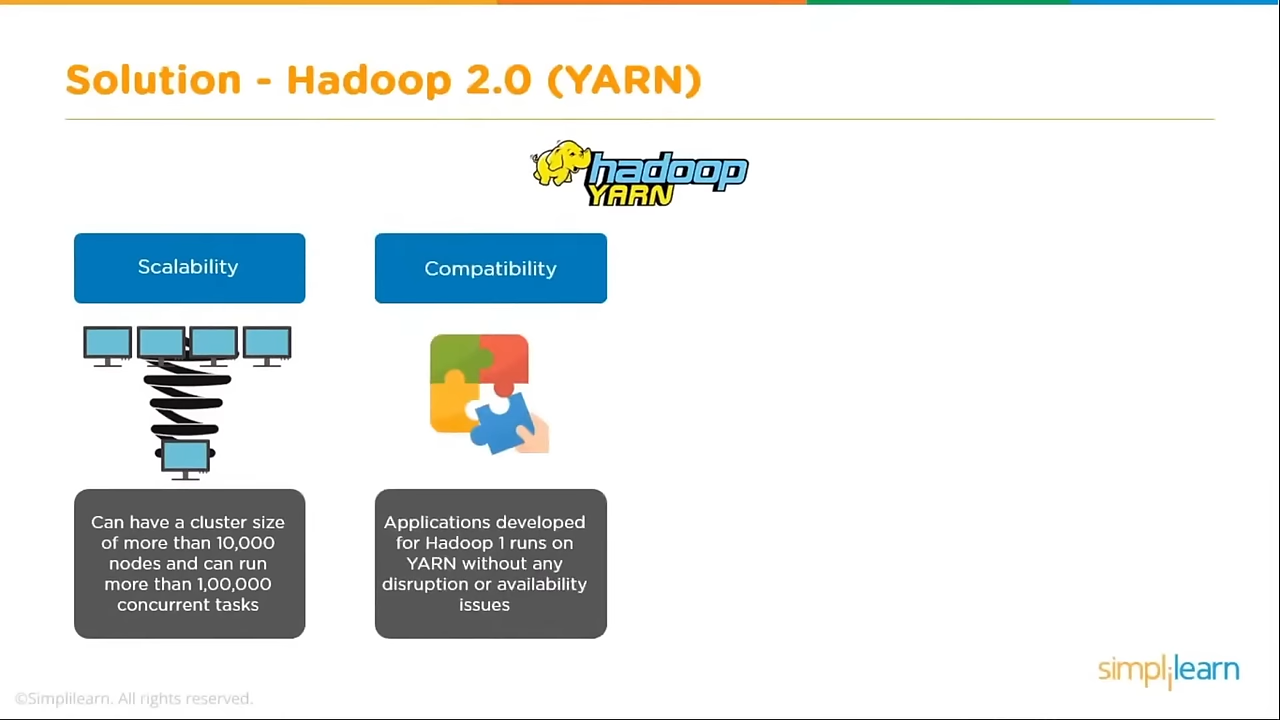 Solution - Hadoop 2.0 (YARN)
hadoop
YARN
Scalability
Compatibility
Can have a cluster size
of more than 10,000
nodes and can run
more than 1,00,000
concurrent tasks
Applications developed
for Hadoop 1 runs on
YARN without any
disruption or availability
issues
simplilearn
©Simplilearn. All rights reserved.